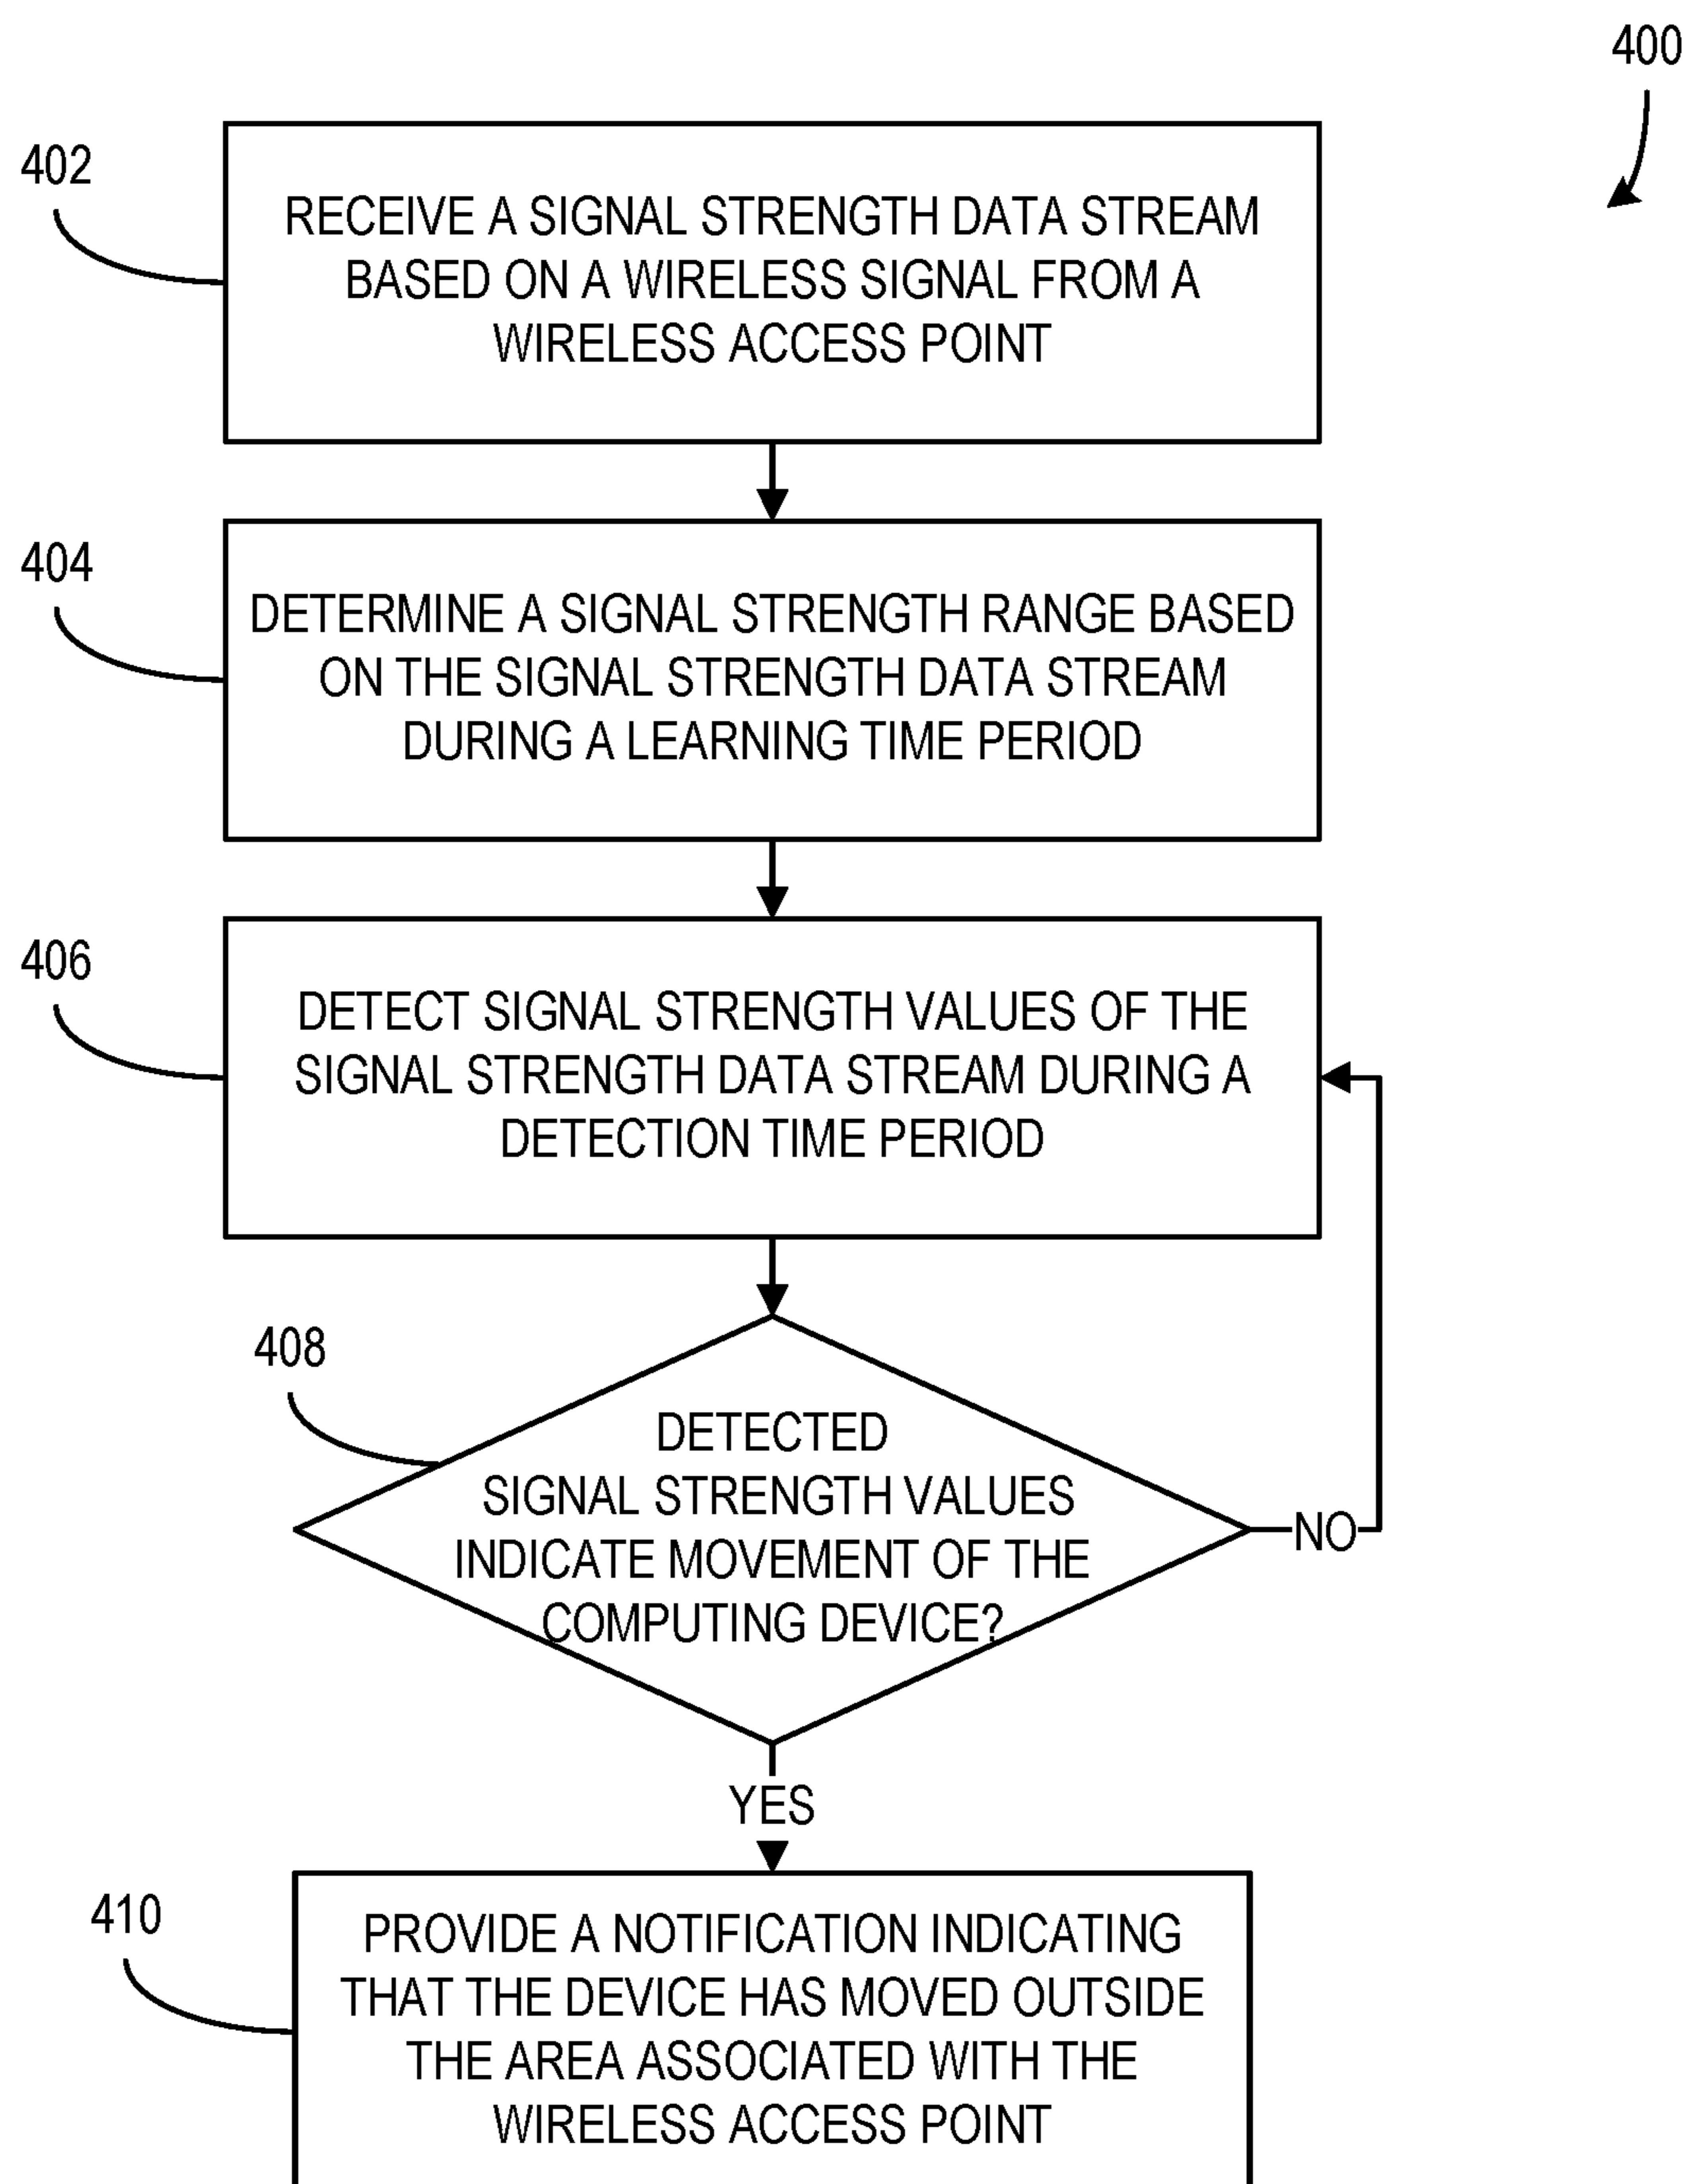 400
402
RECEIVE A SIGNAL STRENGTH DATA STREAM
BASED ON A WIRELESS SIGNAL FROM A
WIRELESS ACCESS POINT
404
DETERMINE A SIGNAL STRENGTH RANGE BASED
ON THE SIGNAL STRENGTH DATA STREAM
DURING A LEARNING TIME PERIOD
406
DETECT SIGNAL STRENGTH VALUES OF THE
SIGNAL STRENGTH DATA STREAM DURING A
DETECTION TIME PERIOD
408
DETECTED
SIGNAL STRENGTH VALUES
INDICATE MOVEMENT OF THE
COMPUTING DEVICE?
NO
YES
410
PROVIDE A NOTIFICATION INDICATING
THAT THE DEVICE HAS MOVED OUTSIDE
THE AREA ASSOCIATED WITH THE
WIRELESS ACCESS POINT